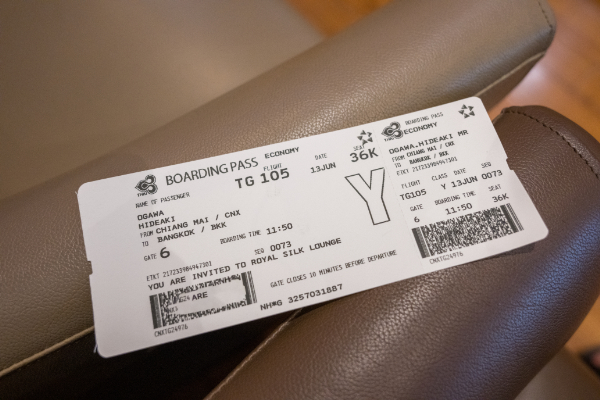 BOARDING PASS ECONOMY
NAME OF PASSENGER
FLIGHT DATE SEAT
TG 105 13JUN 36K
OGAWA
HIDEAKI
FROM CHIANG MAI / CNX
TO BANGKOK / BKK
GATE 6 BOARDING TIME 11:50
SEQ 0073
YOU ARE INVITED TO ROYAL SILK LOUNGE
ARE
GATE CLOSES 10 MINUTES BEFORE DEPARTURE
CNXTG24976
NH*G 3257031887
Y
BOARDING PASS
ECONOMY
OGAWA.HIDEAKI MR
FROM CHIANG MAI / CNX
TO BANGKOK / BKK
FLIGHT CLASS DATE SEQ
TG105 Y 13JUN 0073
GATE BOARDING TIME SEAT
6 11:50 36K
CNXTG24976